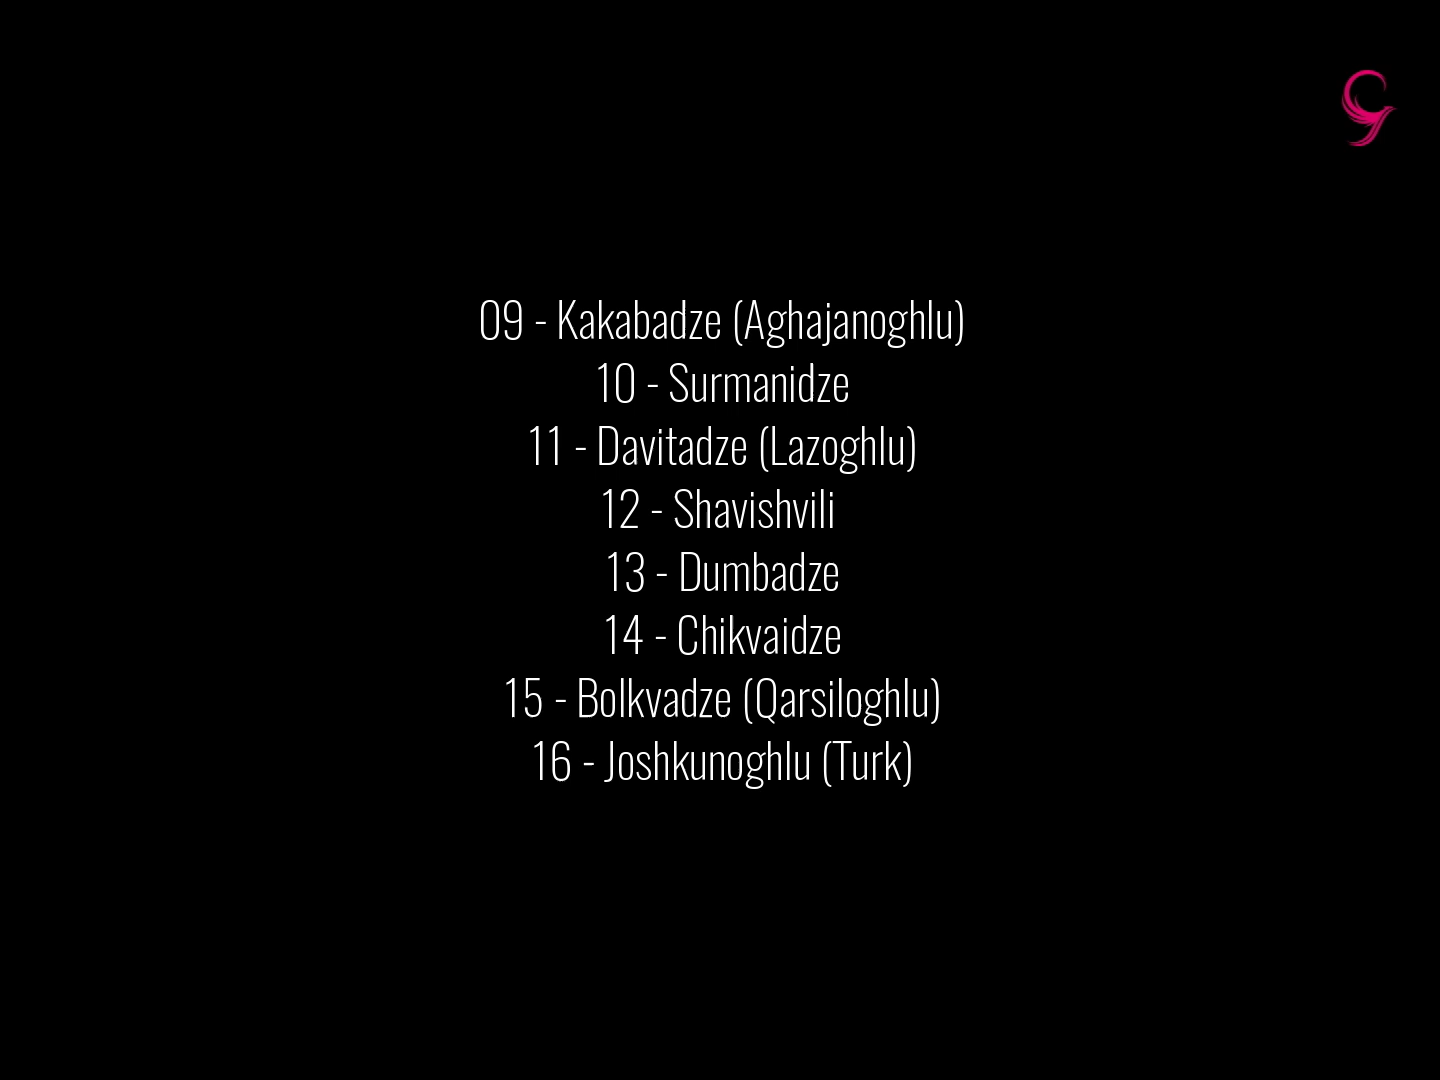 09 - Kakabadze (Aghajanoghlu)
10 - Surmanidze
11 - Davitadze (Lazoghlu)
12 - Shavishvili
13 - Dumbadze
14 - Chikvaidze
15 - Bolkvadze (Qarsiloghlu)
16 - Joshkunoghlu (Turk)